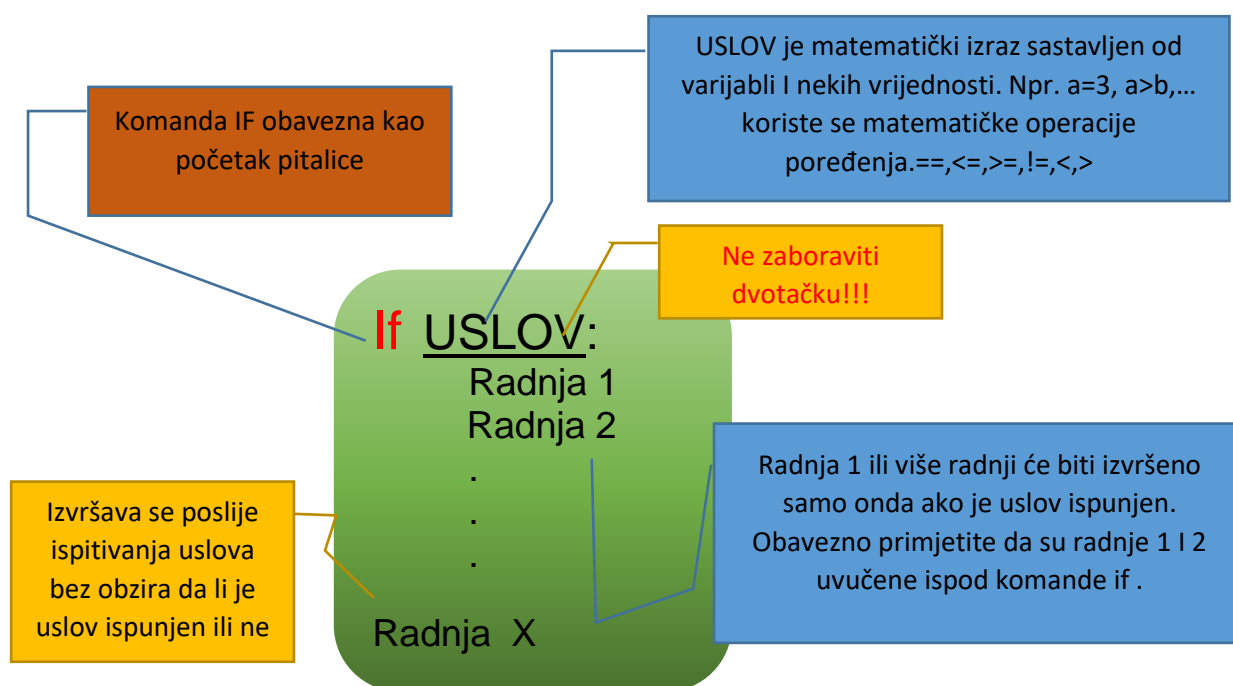 USLOV je matematički izraz sastavljen od
varijabli I nekih vrijednosti. Npr. a=3, a>b,…
koriste se matematičke operacije
poređenja.==,<=,>=,!=,<,>
Komanda IF obavezna kao
početak pitalice
Ne zaboraviti
dvotačku!!!
If USLOV:
Radnja 1
Radnja 2
.
.
.
Radnja X
Radnja 1 ili više radnji će biti izvršeno
samo onda ako je uslov ispunjen.
Obavezno primjetite da su radnje 1 I 2
uvučene ispod komande if .
Izvršava se poslije
ispitivanja uslova
bez obzira da li je
uslov ispunjen ili ne